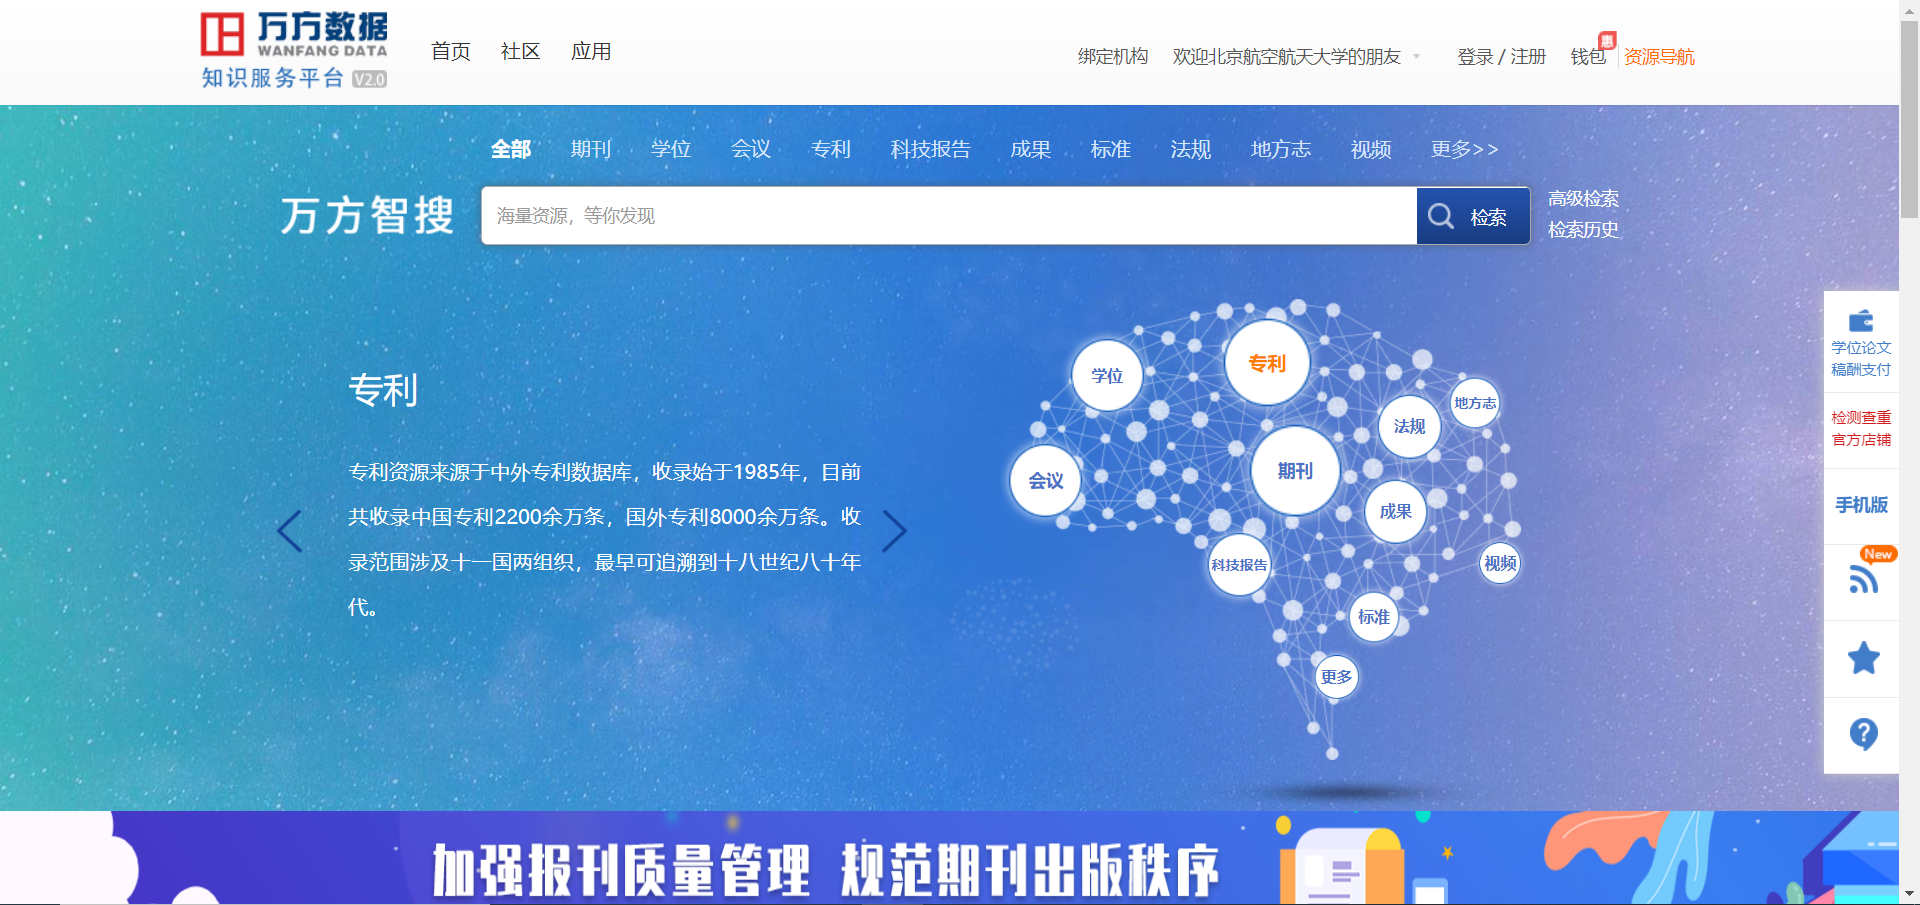 万方数据
WANFANG DATA
知识服务平台 V2.0
首页 社区 应用
绑定机构 欢迎北京航空航天大学的朋友 登录 / 注册 钱包 惠 资源导航
全部 期刊 学位 会议 专利 科技报告 成果 标准 法规 地方志 视频 更多>>
万方智搜 海量资源，等你发现 检索
高级检索
检索历史
专利
专利资源来源于中外专利数据库，收录始于1985年，目前
共收录中国专利2200余万条，国外专利8000余万条。收
录范围涉及十一国两组织，最早可追溯到十八世纪八十年
代。
学位
专利
地方志
法规
会议
期刊
成果
科技报告
视频
标准
更多
学位论文
稿酬支付
检测查重
官方店铺
手机版
New
加强报刊质量管理 规范期刊出版秩序